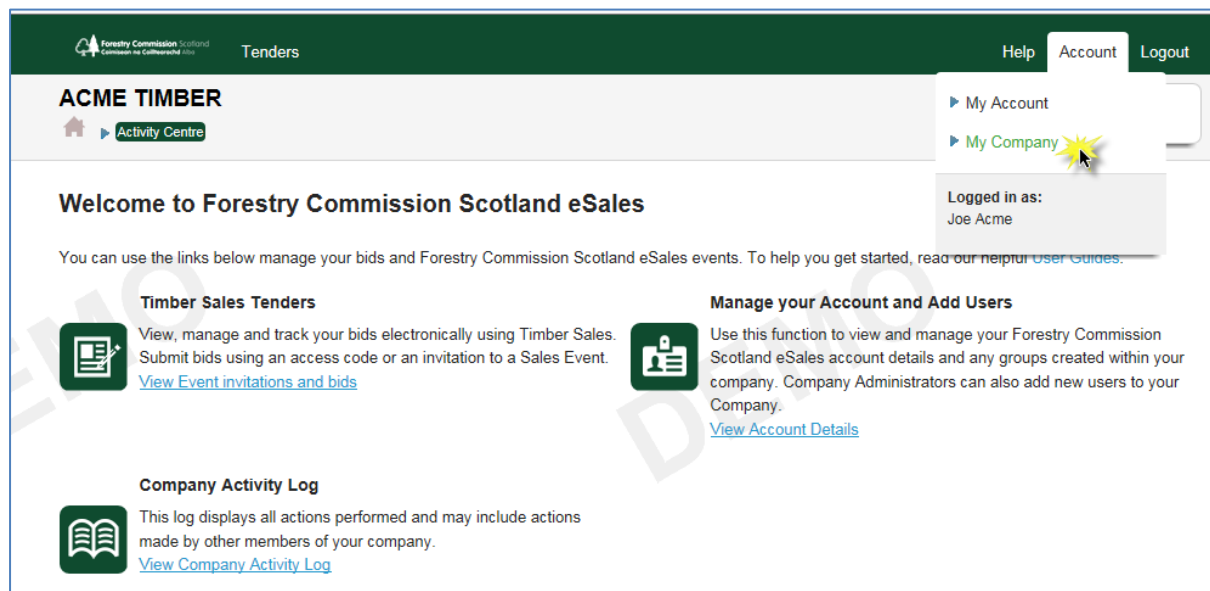 Forestry Commission Scotland
Coimisean na Coilltearachd Alba
Tenders
Help
Account
Logout
ACME TIMBER
Activity Centre
My Account
My Company
Logged in as:
Joe Acme
Welcome to Forestry Commission Scotland eSales
You can use the links below manage your bids and Forestry Commission Scotland eSales events. To help you get started, read our helpful User Guides.
Timber Sales Tenders
View, manage and track your bids electronically using Timber Sales.
Submit bids using an access code or an invitation to a Sales Event.
View Event invitations and bids
Manage your Account and Add Users
Use this function to view and manage your Forestry Commission
Scotland eSales account details and any groups created within your
company. Company Administrators can also add new users to your
Company.
View Account Details
Company Activity Log
This log displays all actions performed and may include actions
made by other members of your company.
View Company Activity Log
EMO
DEMO